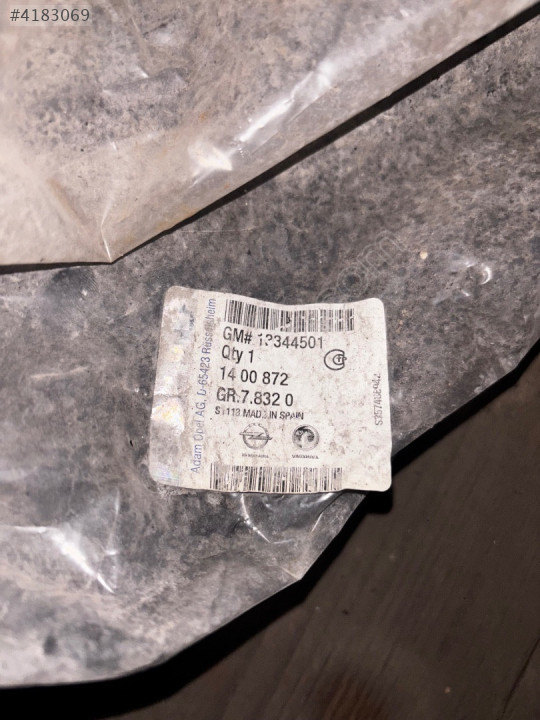 #4183069
GM# 13344501
Qty 1
14 00 872
GR.7.832 0
MADE IN SPAIN
Adam Opel AG, D-65423 Rüsselsheim
VAUXHALL